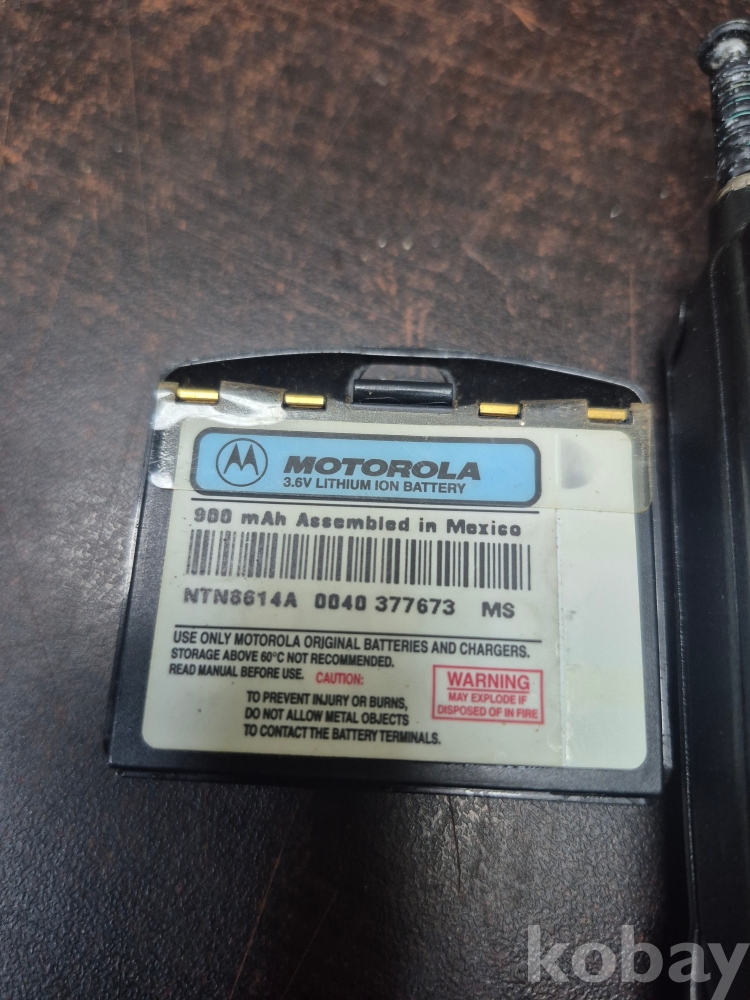 MOTOROLA
3.6V LITHIUM ION BATTERY
900 mAh Assembled in Mexico
NTN8614A 0040 377673 MS
USE ONLY MOTOROLA ORIGINAL BATTERIES AND CHARGERS.
STORAGE ABOVE 60°C NOT RECOMMENDED.
READ MANUAL BEFORE USE. CAUTION:
TO PREVENT INJURY OR BURNS,
DO NOT ALLOW METAL OBJECTS
TO CONTACT THE BATTERY TERMINALS.
WARNING
MAY EXPLODE IF
DISPOSED OF IN FIRE
kobay